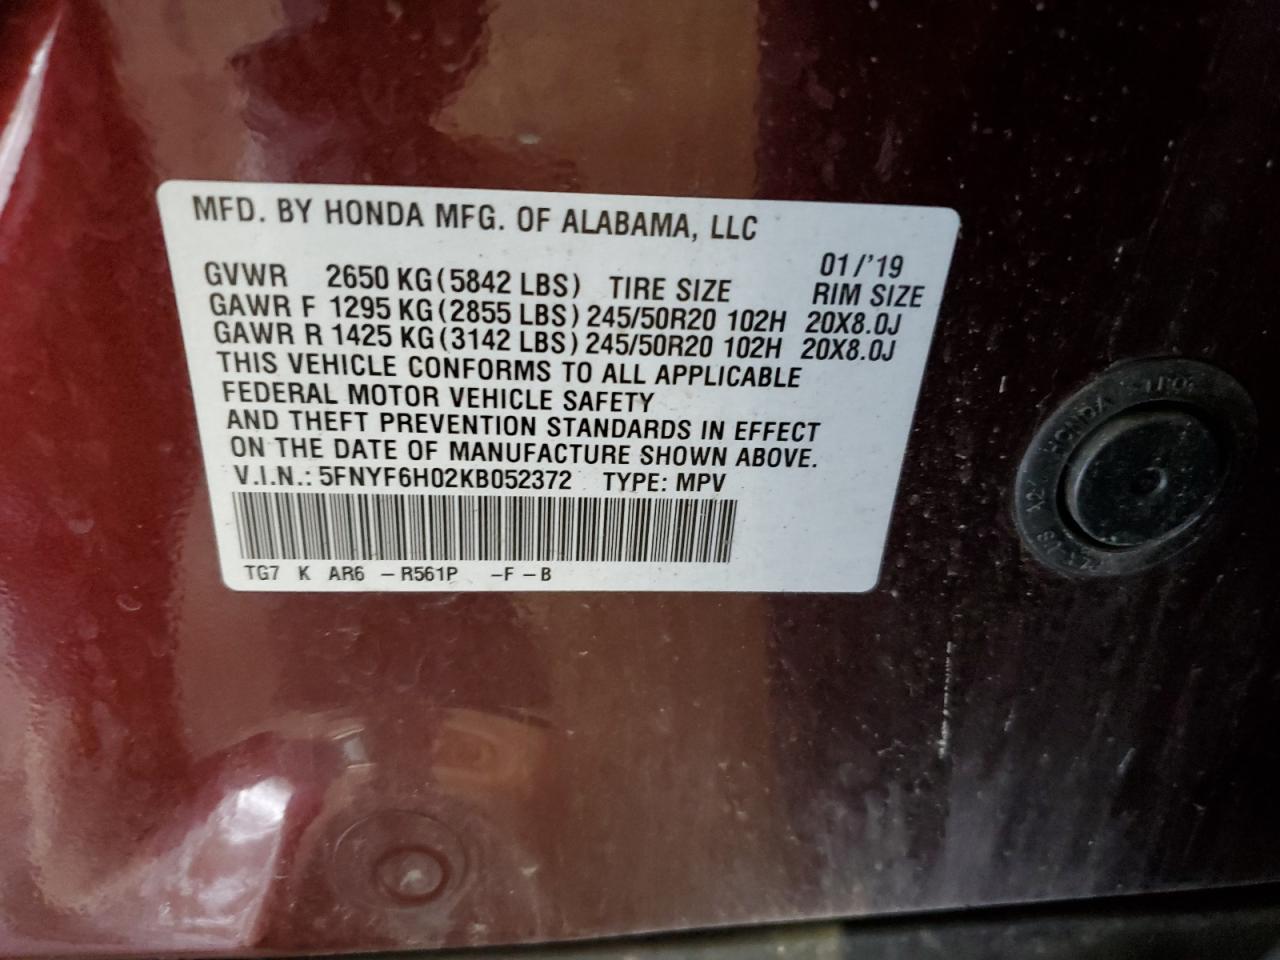 MFD. BY HONDA MFG. OF ALABAMA, LLC
01/'19
GVWR 2650 KG (5842 LBS) TIRE SIZE RIM SIZE
GAWR F 1295 KG (2855 LBS) 245/50R20 102H 20X8.0J
GAWR R 1425 KG (3142 LBS) 245/50R20 102H 20X8.0J
THIS VEHICLE CONFORMS TO ALL APPLICABLE
FEDERAL MOTOR VEHICLE SAFETY
AND THEFT PREVENTION STANDARDS IN EFFECT
ON THE DATE OF MANUFACTURE SHOWN ABOVE.
V.I.N.: 5FNYF6H02KB052372 TYPE: MPV
TG7 K AR6 -R561P -F -B
HONDA